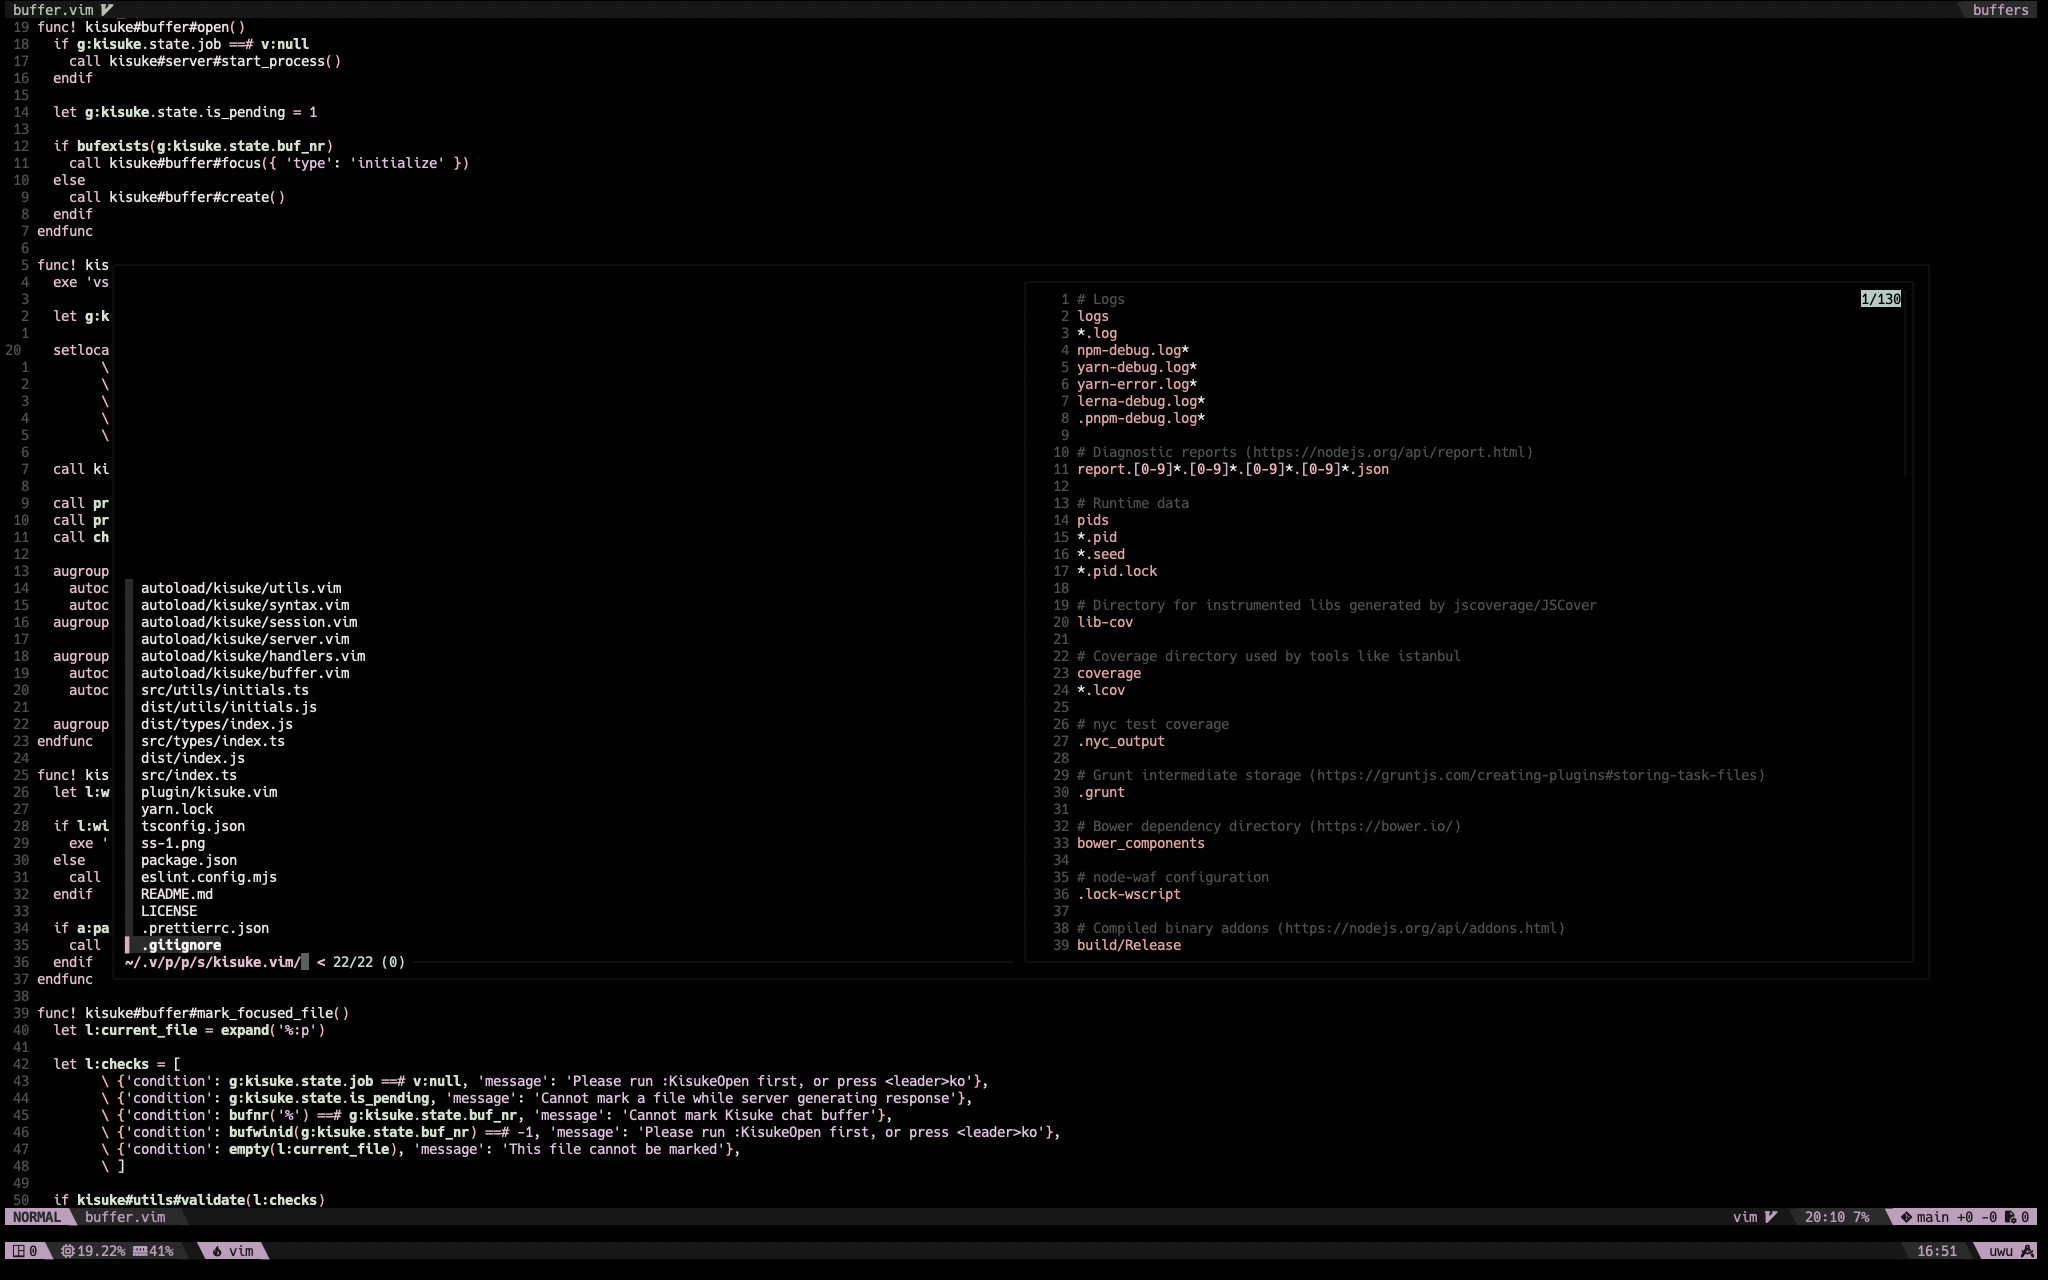 buffer.vim
buffers
19 func! kisuke#buffer#open()
18   if g:kisuke.state.job ==# v:null
17     call kisuke#server#start_process()
16   endif
15
14   let g:kisuke.state.is_pending = 1
13
12   if bufexists(g:kisuke.state.buf_nr)
11     call kisuke#buffer#focus({ 'type': 'initialize' })
10   else
9     call kisuke#buffer#create()
8   endif
7 endfunc
6
5 func! kis
4   exe 'vs
3
2   let g:k
1
20   setloca
1         \
2         \
3         \
4         \
5         \
6
7   call ki
8
9   call pr
10   call pr
11   call ch
12
13   augroup
14     autoc
15     autoc
16   augroup
17
18   augroup
19     autoc
20     autoc
21
22   augroup
23 endfunc
24
25 func! kis
26   let l:w
27
28   if l:wi
29     exe '
30   else
31     call
32   endif
33
34   if a:pa
35     call
36   endif
37 endfunc
38
39 func! kisuke#buffer#mark_focused_file()
40   let l:current_file = expand('%:p')
41
42   let l:checks = [
43         \ {'condition': g:kisuke.state.job ==# v:null, 'message': 'Please run :KisukeOpen first, or press <leader>ko'},
44         \ {'condition': g:kisuke.state.is_pending, 'message': 'Cannot mark a file while server generating response'},
45         \ {'condition': bufnr('%') ==# g:kisuke.state.buf_nr, 'message': 'Cannot mark Kisuke chat buffer'},
46         \ {'condition': bufwinid(g:kisuke.state.buf_nr) ==# -1, 'message': 'Please run :KisukeOpen first, or press <leader>ko'},
47         \ {'condition': empty(l:current_file), 'message': 'This file cannot be marked'},
48         \ ]
49
50   if kisuke#utils#validate(l:checks)
autoload/kisuke/utils.vim
autoload/kisuke/syntax.vim
autoload/kisuke/session.vim
autoload/kisuke/server.vim
autoload/kisuke/handlers.vim
autoload/kisuke/buffer.vim
src/utils/initials.ts
dist/utils/initials.js
dist/types/index.js
src/types/index.ts
dist/index.js
src/index.ts
plugin/kisuke.vim
yarn.lock
tsconfig.json
ss-1.png
package.json
eslint.config.mjs
README.md
LICENSE
.prettierrc.json
.gitignore
~/.v/p/p/s/kisuke.vim/ < 22/22 (0)
1/130
1 # Logs
2 logs
3 *.log
4 npm-debug.log*
5 yarn-debug.log*
6 yarn-error.log*
7 lerna-debug.log*
8 .pnpm-debug.log*
9
10 # Diagnostic reports (https://nodejs.org/api/report.html)
11 report.[0-9]*.[0-9]*.[0-9]*.[0-9]*.json
12
13 # Runtime data
14 pids
15 *.pid
16 *.seed
17 *.pid.lock
18
19 # Directory for instrumented libs generated by jscoverage/JSCover
20 lib-cov
21
22 # Coverage directory used by tools like istanbul
23 coverage
24 *.lcov
25
26 # nyc test coverage
27 .nyc_output
28
29 # Grunt intermediate storage (https://gruntjs.com/creating-plugins#storing-task-files)
30 .grunt
31
32 # Bower dependency directory (https://bower.io/)
33 bower_components
34
35 # node-waf configuration
36 .lock-wscript
37
38 # Compiled binary addons (https://nodejs.org/api/addons.html)
39 build/Release
NORMAL buffer.vim
vim 20:10 7% main +0 -0 0
0 19.22% 41% vim
16:51 uwu